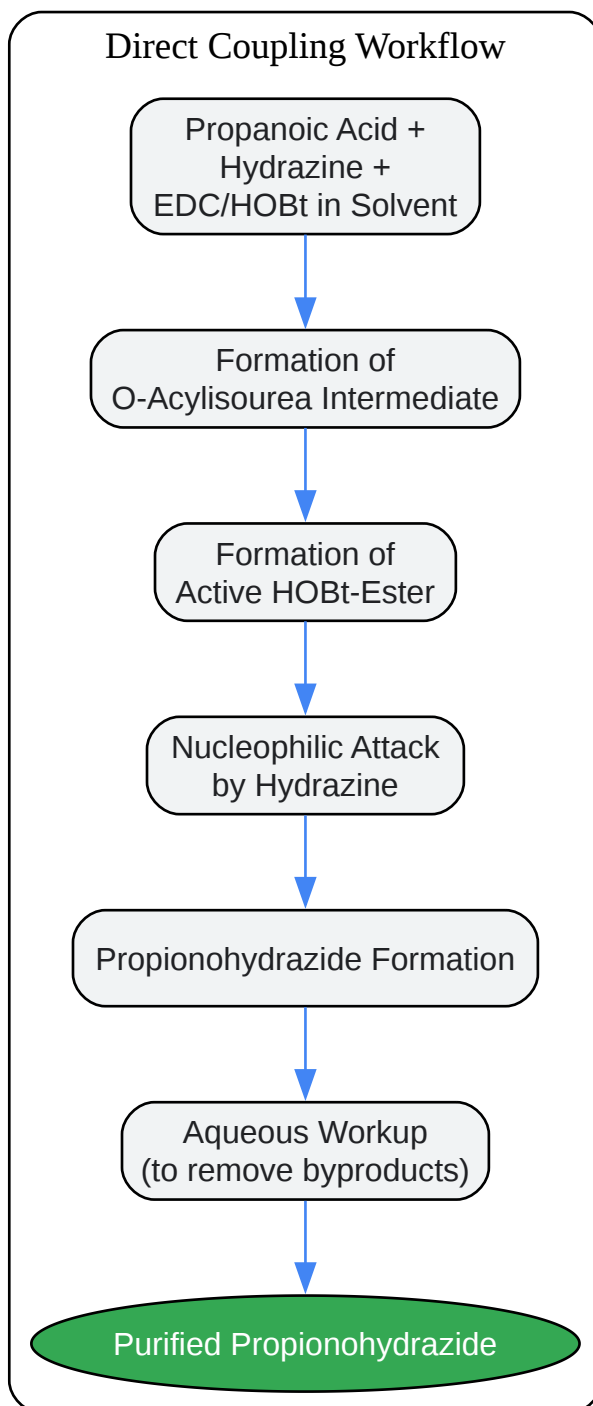 Direct Coupling Workflow
Propanoic Acid +
Hydrazine +
EDC/HOBt in Solvent
Formation of
O-Acylisourea Intermediate
Formation of
Active HOBt-Ester
Nucleophilic Attack
by Hydrazine
Propionohydrazide Formation
Aqueous Workup
(to remove byproducts)
Purified Propionohydrazide